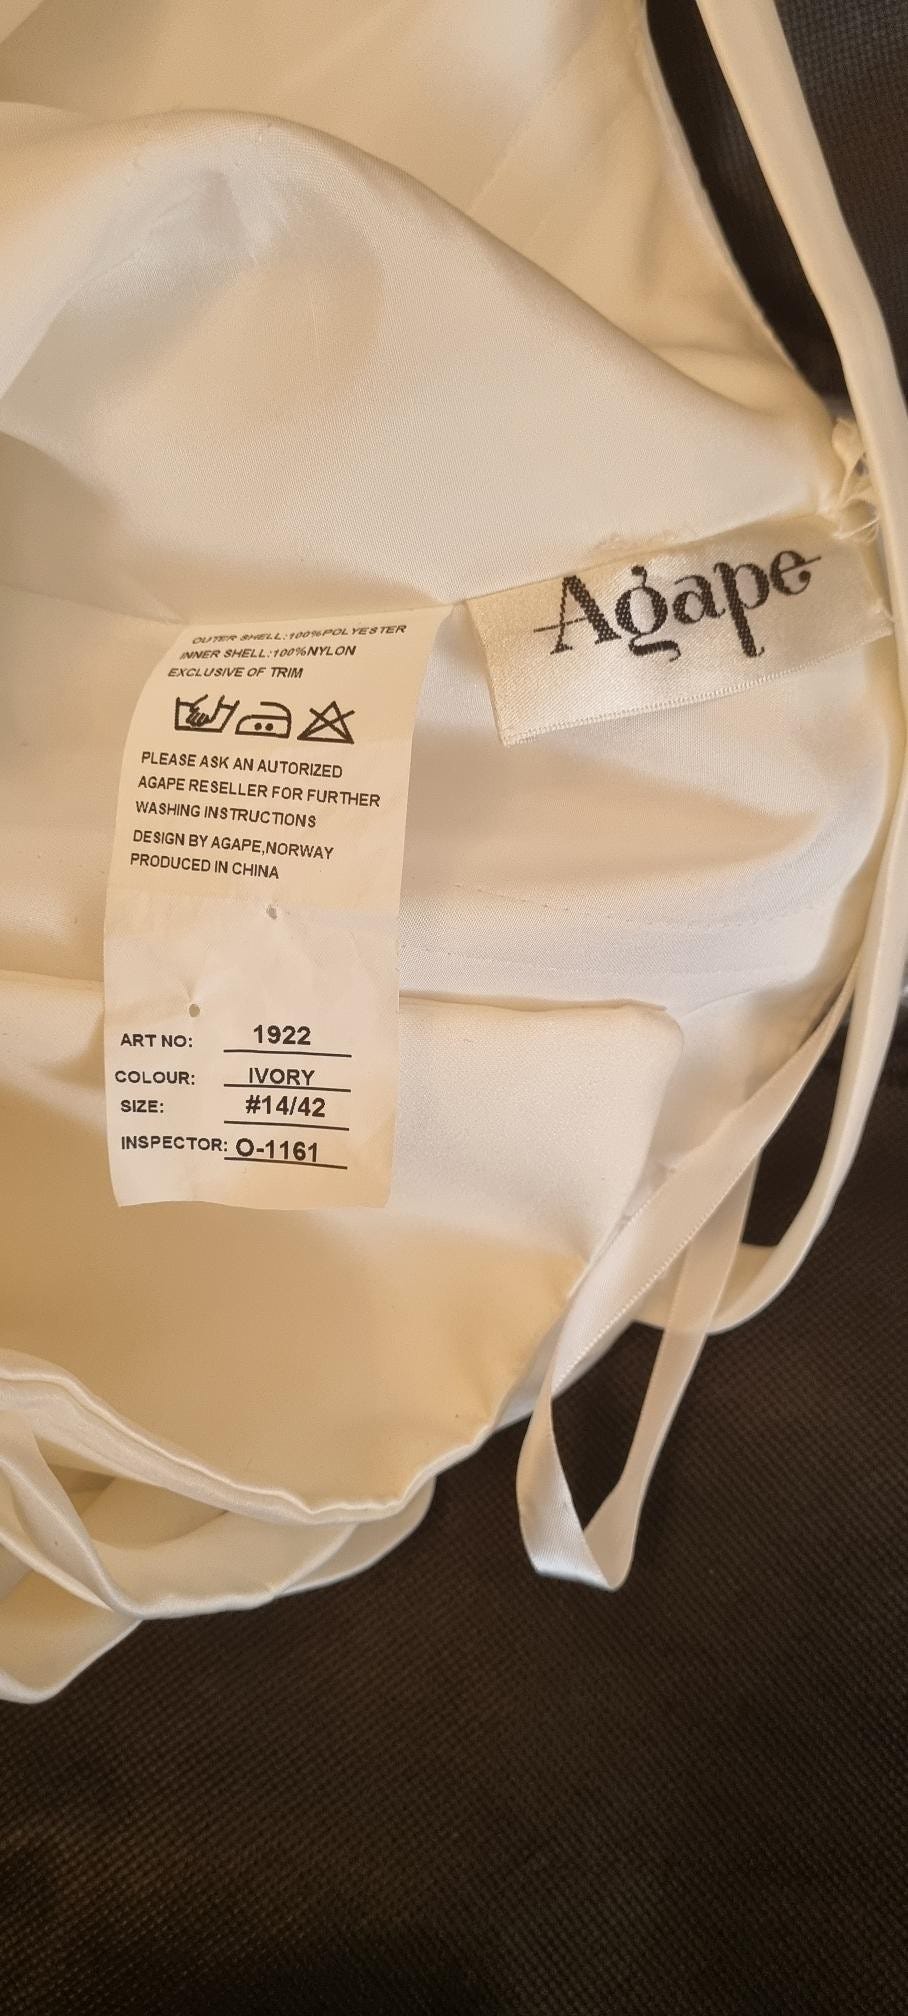 Agape
OUTER SHELL:100%POLYESTER
INNER SHELL:100%NYLON
EXCLUSIVE OF TRIM
PLEASE ASK AN AUTORIZED
AGAPE RESELLER FOR FURTHER
WASHING INSTRUCTIONS
DESIGN BY AGAPE,NORWAY
PRODUCED IN CHINA
ART NO: 1922
COLOUR: IVORY
SIZE: #14/42
INSPECTOR: O-1161